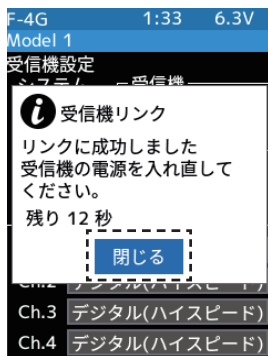 F-4G 1:33 6.3V
Model 1
受信機設定
受信機リンク
リンクに成功しました
受信機の電源を入れ直して
ください。
残り 12 秒
閉じる
Ch.3 デジタル(ハイスピード)
Ch.4 デジタル(ハイスピード)